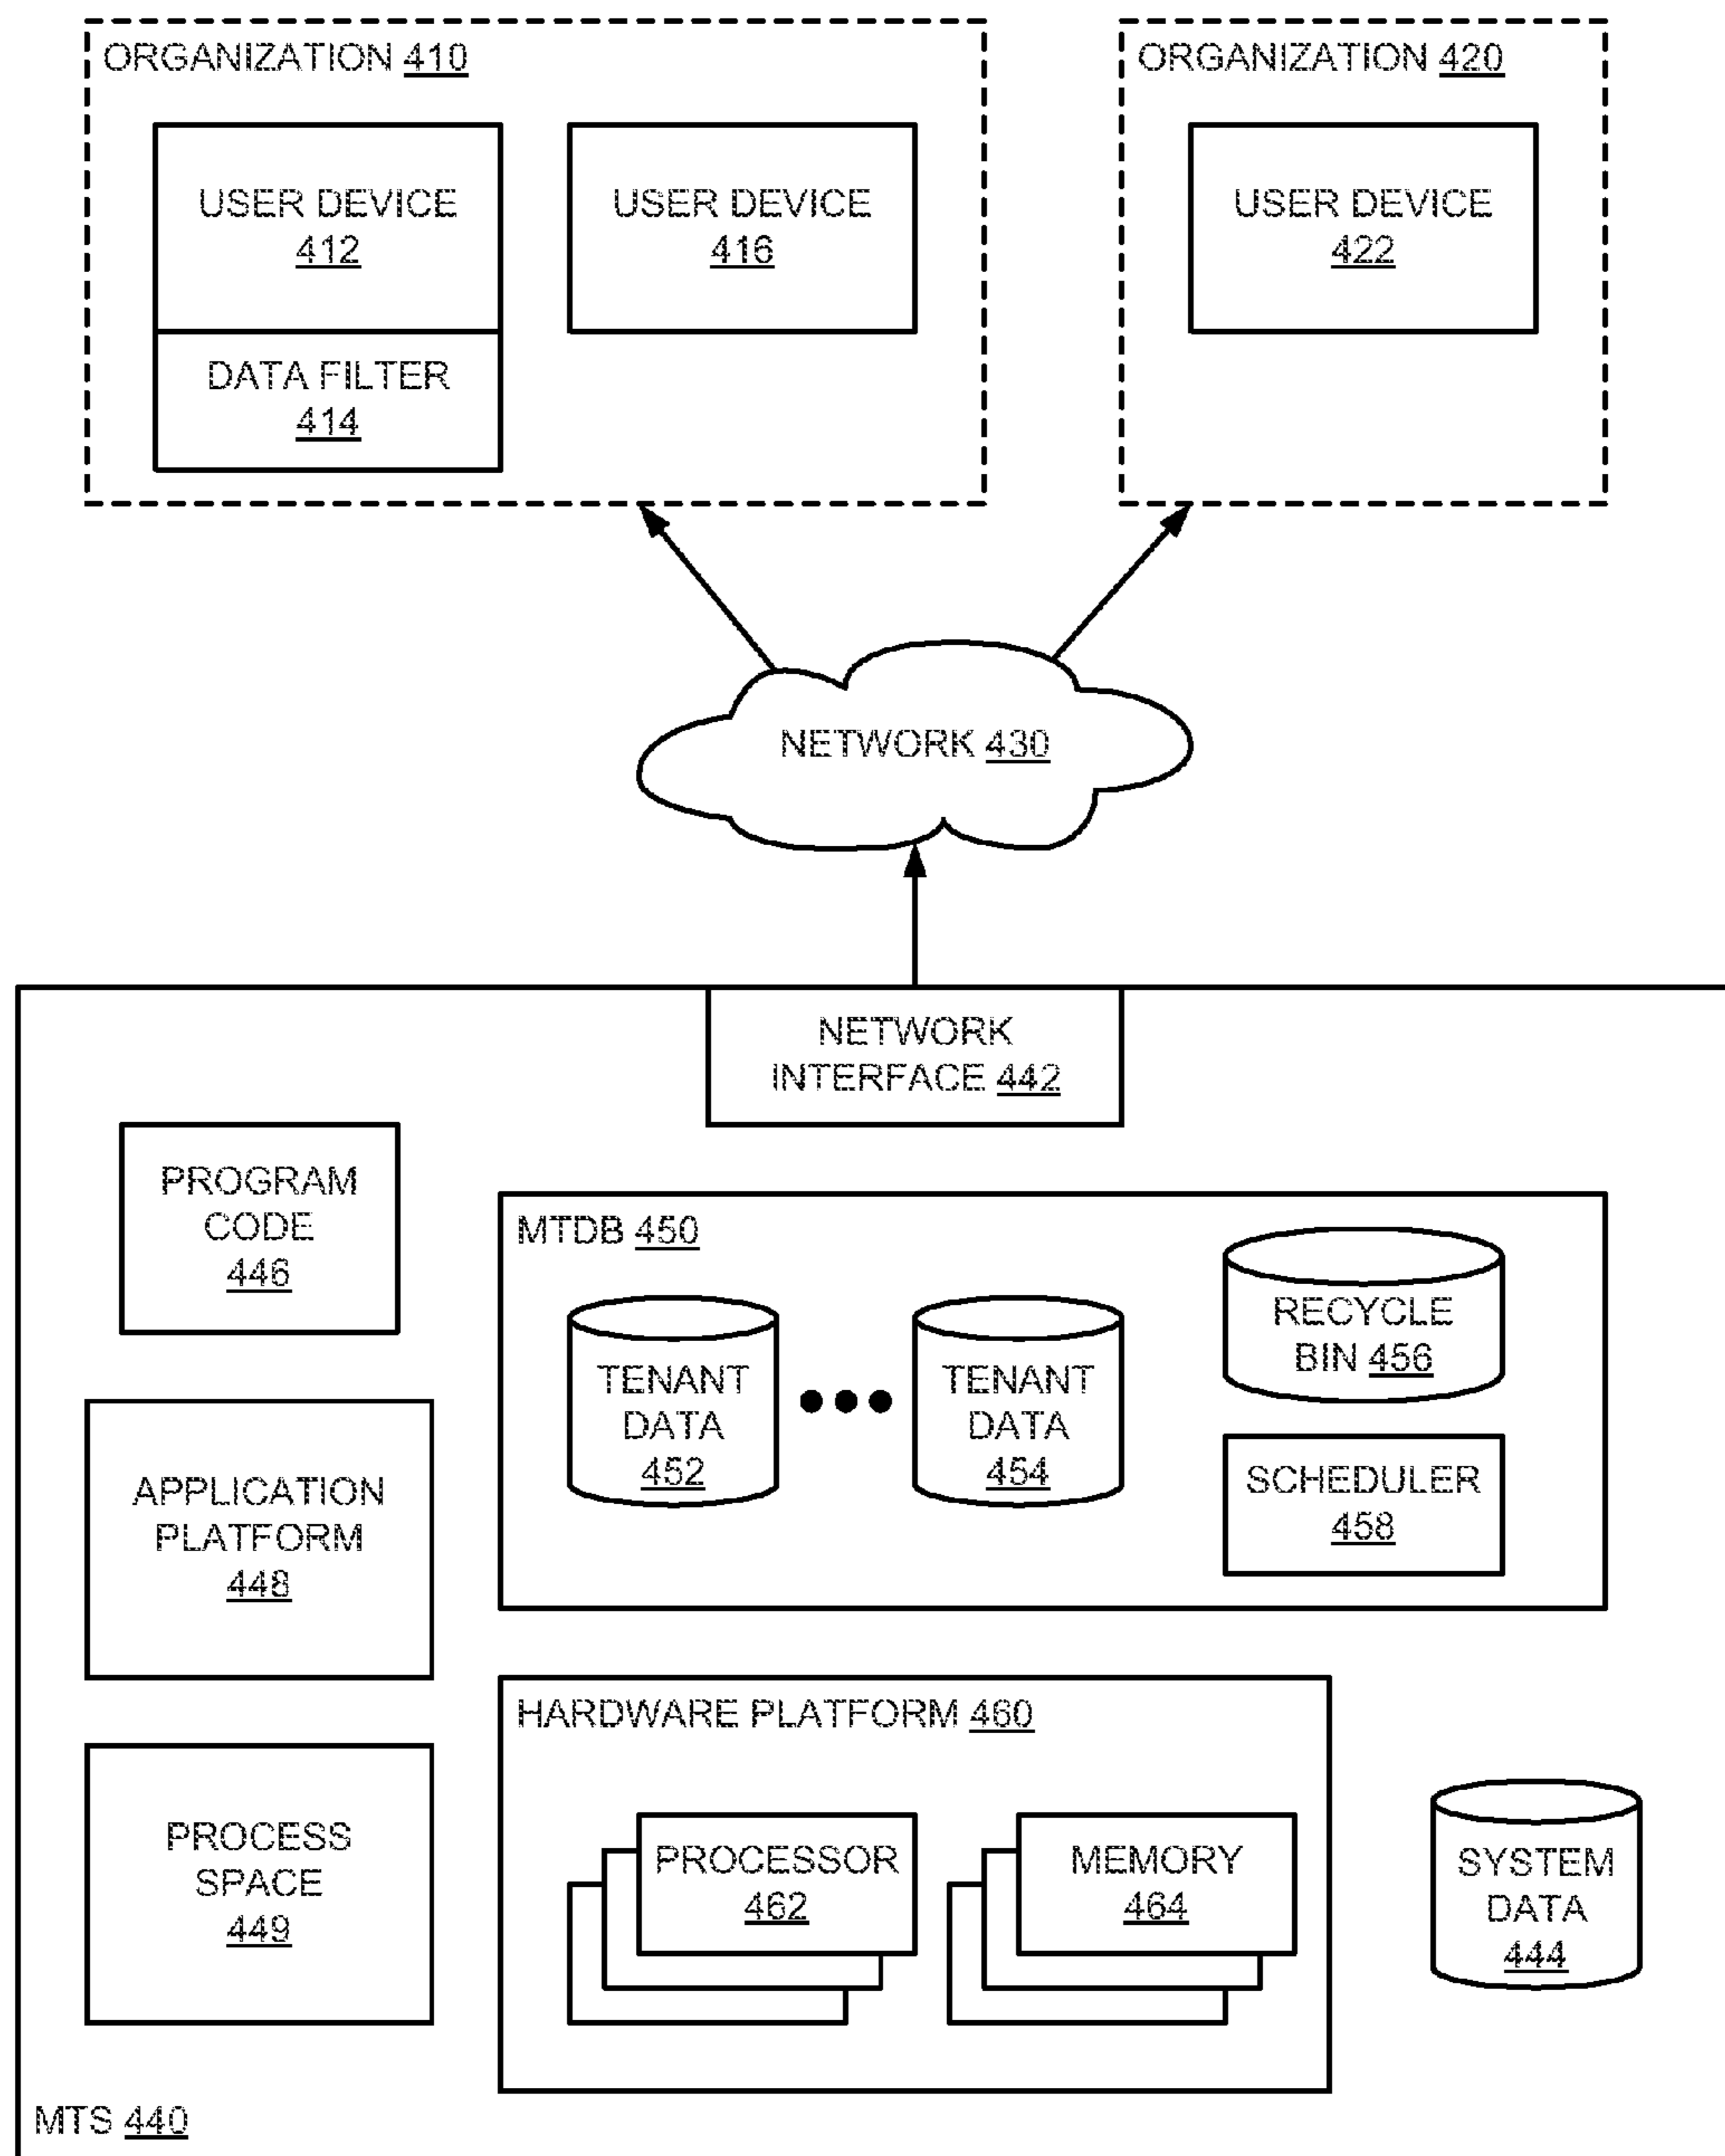 ORGANIZATION 410
USER DEVICE
412
DATA FILTER
414
USER DEVICE
416
ORGANIZATION 420
USER DEVICE
422
NETWORK 430
NETWORK
INTERFACE 442
PROGRAM
CODE
446
APPLICATION
PLATFORM
448
PROCESS
SPACE
449
MTDB 450
TENANT
DATA
452
TENANT
DATA
454
RECYCLE
BIN 456
SCHEDULER
458
HARDWARE PLATFORM 460
PROCESSOR
462
MEMORY
464
SYSTEM
DATA
444
MTS 440